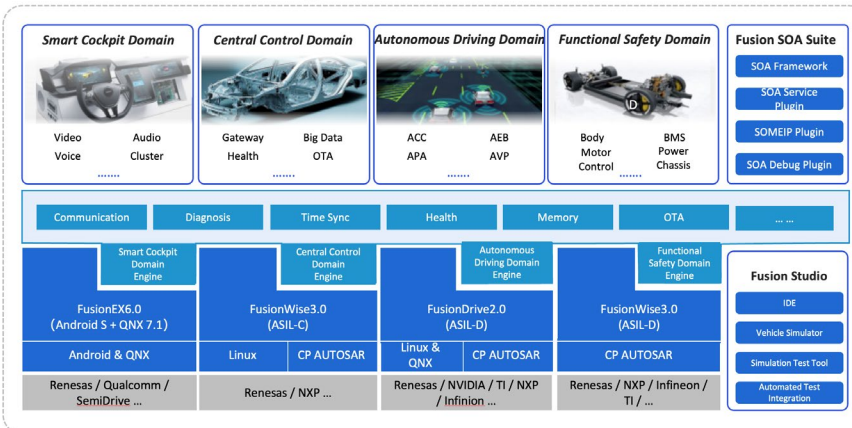 Smart Cockpit Domain
Video Audio
Voice Cluster
.......
Central Control Domain
Gateway Big Data
Health OTA
.......
Autonomous Driving Domain
ACC AEB
APA AVP
.......
Functional Safety Domain
D
Body BMS
Motor Power
Control Chassis
.......
Fusion SOA Suite
SOA Framework
SOA Service
Plugin
SOMEIP Plugin
SOA Debug Plugin
Communication
Diagnosis
Time Sync
Health
Memory
OTA
... ...
Smart Cockpit
Domain
Engine
FusionEX6.0
(Android S + QNX 7.1)
Android & QNX
Renesas / Qualcomm /
SemiDrive ...
Central Control
Domain
Engine
FusionWise3.0
(ASIL-C)
Linux
CP AUTOSAR
Renesas / NXP ...
Autonomous
Driving Domain
Engine
FusionDrive2.0
(ASIL-D)
Linux &
QNX
CP AUTOSAR
Renesas / NVIDIA / TI / NXP
/ Infinion ...
Functional
Safety Domain
Engine
FusionWise3.0
(ASIL-D)
CP AUTOSAR
Renesas / NXP / Infineon /
TI / ...
Fusion Studio
IDE
Vehicle Simulator
Simulation Test Tool
Automated Test
Integration